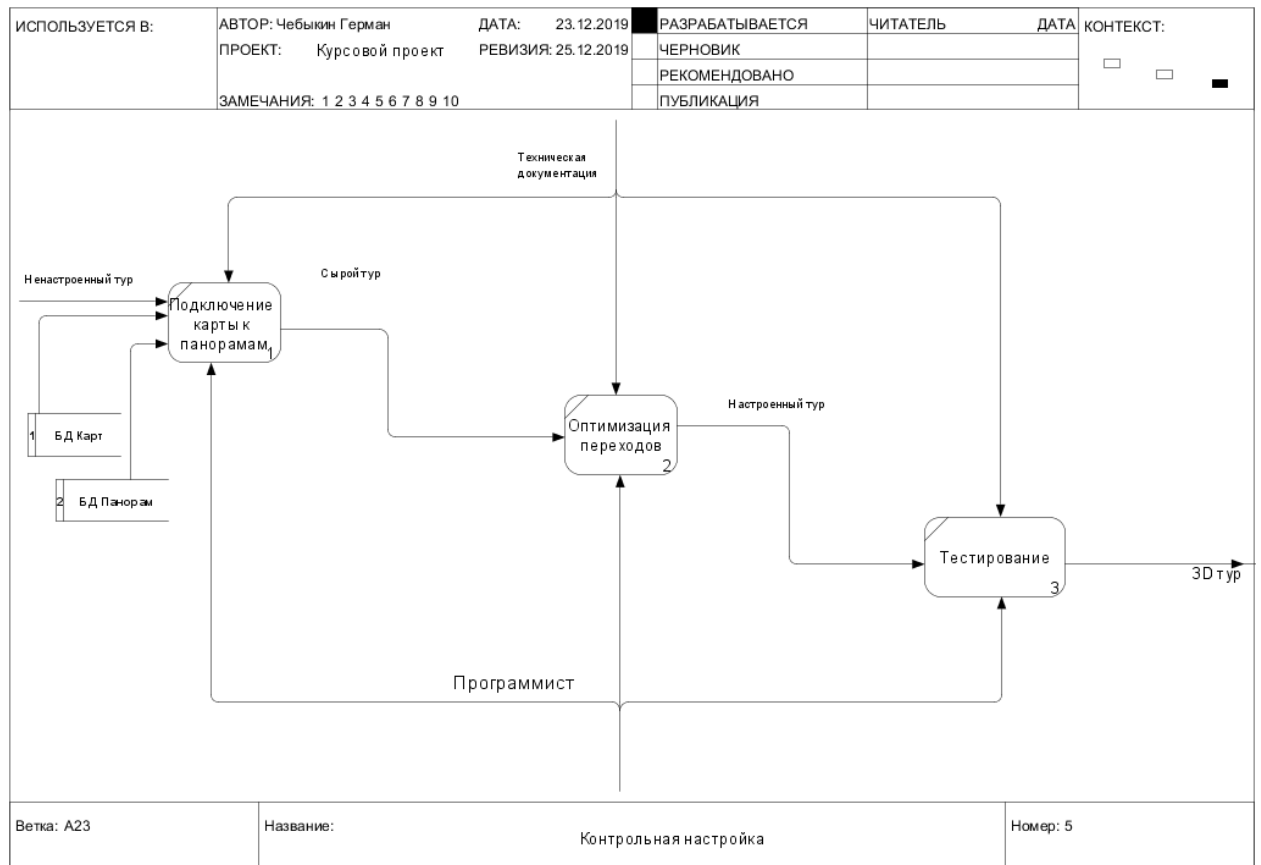 ИСПОЛЬЗУЕТСЯ В:
АВТОР: Чебыкин Герман
ДАТА: 23.12.2019
ПРОЕКТ: Курсовой проект
РЕВИЗИЯ: 25.12.2019
ЗАМЕЧАНИЯ: 1 2 3 4 5 6 7 8 9 10
РАЗРАБАТЫВАЕТСЯ
ЧЕРНОВИК
РЕКОМЕНДОВАНО
ПУБЛИКАЦИЯ
ЧИТАТЕЛЬ
ДАТА
КОНТЕКСТ:
Техническая
документация
Ненастроенный тур
Сырой тур
Подключение
карты к
панорамам
1
1 БД Карт
2 БД Панорам
Оптимизация
переходов
2
Настроенный тур
Тестирование
3
3D тур
Программист
Ветка: A23
Название:
Контрольная настройка
Номер: 5